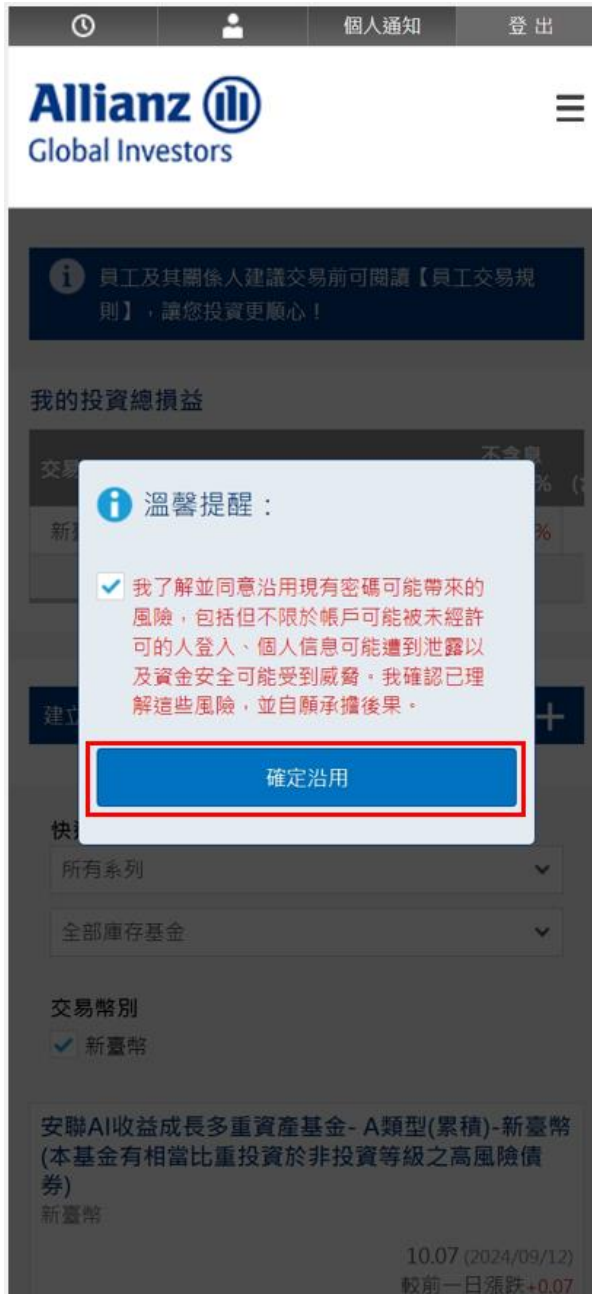 個人通知
登出
Allianz
Global Investors
員工及其關係人建議交易前可閱讀【員工交易規
則】，讓您投資更順心！
我的投資總損益
交易
不含息
%
新
%
溫馨提醒：
我了解並同意沿用現有密碼可能帶來的
風險，包括但不限於帳戶可能被未經許
可的人登入、個人信息可能遭到泄露以
及資金安全可能受到威脅。我確認已理
解這些風險，並自願承擔後果。
建立
確定沿用
快
所有系列
全部庫存基金
交易幣別
新臺幣
安聯AI收益成長多重資產基金- A類型(累積)-新臺幣
(本基金有相當比重投資於非投資等級之高風險債
券)
新臺幣
10.07 (2024/09/12)
較前一日漲跌+0.07